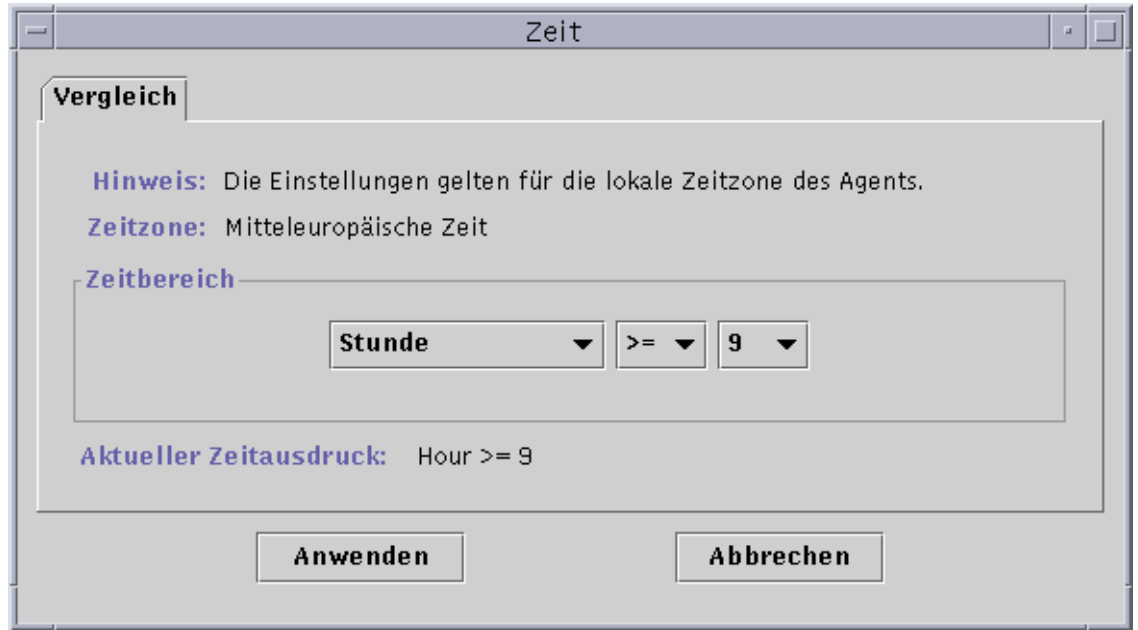 Zeit
Vergleich
Hinweis: Die Einstellungen gelten für die lokale Zeitzone des Agents.
Zeitzone: Mitteleuropäische Zeit
Zeitbereich
Stunde >= 9
Aktueller Zeitausdruck: Hour >= 9
Anwenden Abbrechen